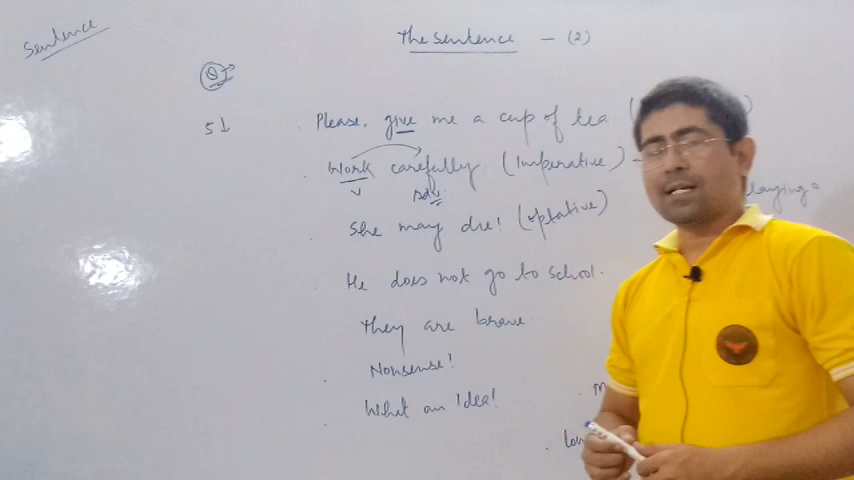 Sentence
The Sentence - (2)
Q →
5↓
Please, give me a cup of tea (
Work carefully. (Imperative) -
v adv
She may die! (optative)
laying.
He does not go to school.
They are brave
Nonsense!
What an Idea!